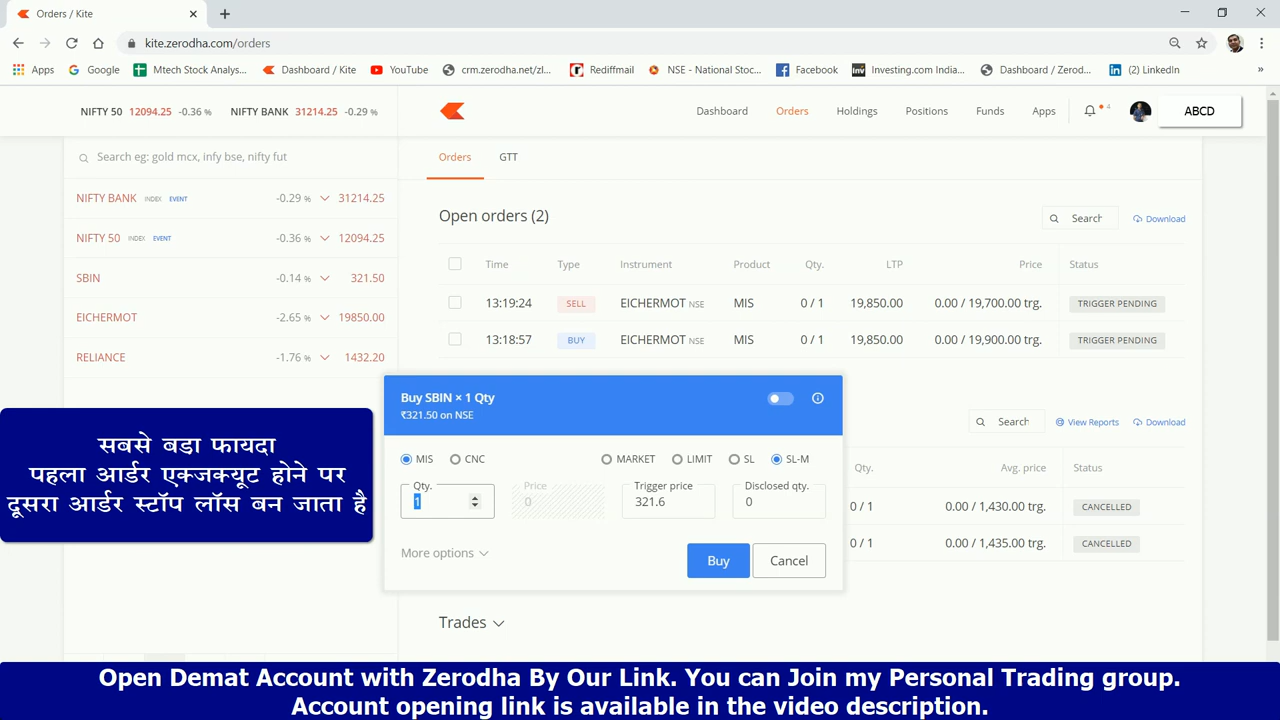 Orders / Kite
kite.zerodha.com/orders
Apps
Google
Mtech Stock Analys...
Dashboard / Kite
YouTube
crm.zerodha.net/zl...
Rediffmail
NSE - National Stoc...
Facebook
Inv
Investing.com India...
Dashboard / Zerod...
(2) LinkedIn
»
NIFTY 50 12094.25 -0.36 %
NIFTY BANK 31214.25 -0.29 %
Dashboard
Orders
Holdings
Positions
Funds
Apps
4
ABCD
Search eg: gold mcx, infy bse, nifty fut
NIFTY BANK INDEX EVENT -0.29 % 31214.25
NIFTY 50 INDEX EVENT -0.36 % 12094.25
SBIN -0.14 % 321.50
EICHERMOT -2.65 % 19850.00
RELIANCE -1.76 % 1432.20
Orders GTT
Open orders (2)
Search Download
Time Type Instrument Product Qty. LTP Price Status
13:19:24 SELL EICHERMOT NSE MIS 0 / 1 19,850.00 0.00 / 19,700.00 trg. TRIGGER PENDING
13:18:57 BUY EICHERMOT NSE MIS 0 / 1 19,850.00 0.00 / 19,900.00 trg. TRIGGER PENDING
Search View Reports Download
Qty. Avg. price Status
0 / 1 0.00 / 1,430.00 trg. CANCELLED
0 / 1 0.00 / 1,435.00 trg. CANCELLED
Buy SBIN × 1 Qty
₹321.50 on NSE
MIS CNC MARKET LIMIT SL SL-M
Qty. Price Trigger price Disclosed qty.
1 0 321.6 0
More options
Buy Cancel
Trades
सबसे बडा फायदा
पहला आर्डर एक्जक्यूट होने पर
दूसरा आर्डर स्टॉप लॉस बन जाता है
Open Demat Account with Zerodha By Our Link. You can Join my Personal Trading group.
Account opening link is available in the video description.